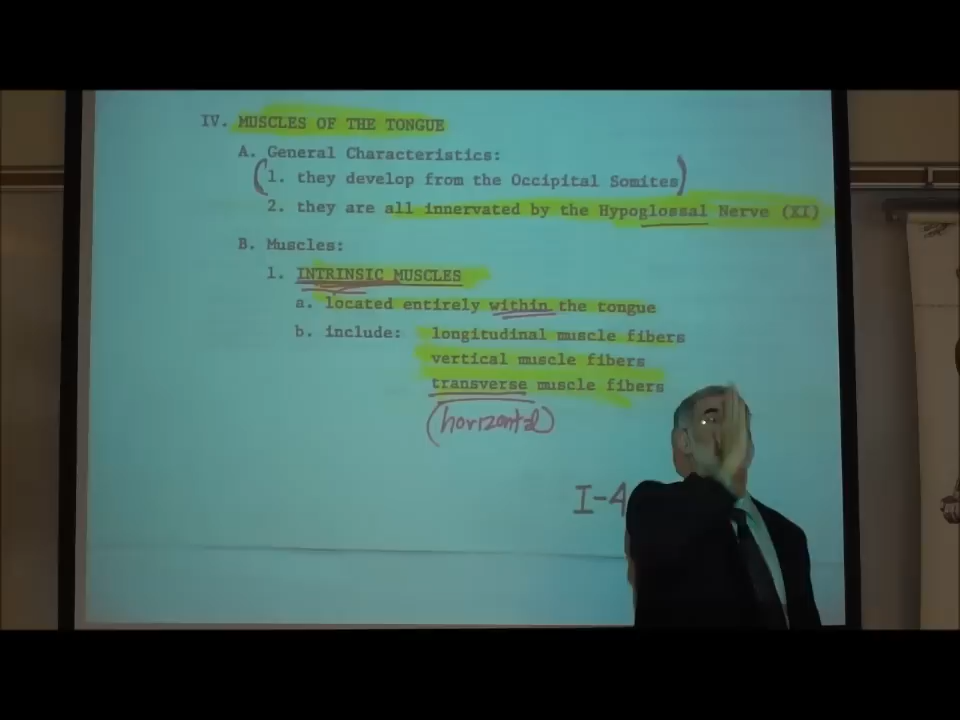 IV. MUSCLES OF THE TONGUE
A. General Characteristics:
(1. they develop from the Occipital Somites)
2. they are all innervated by the Hypoglossal Nerve (XI)
B. Muscles:
1. INTRINSIC MUSCLES
a. located entirely within the tongue
b. include: longitudinal muscle fibers
vertical muscle fibers
transverse muscle fibers
(horizontal)
I-4